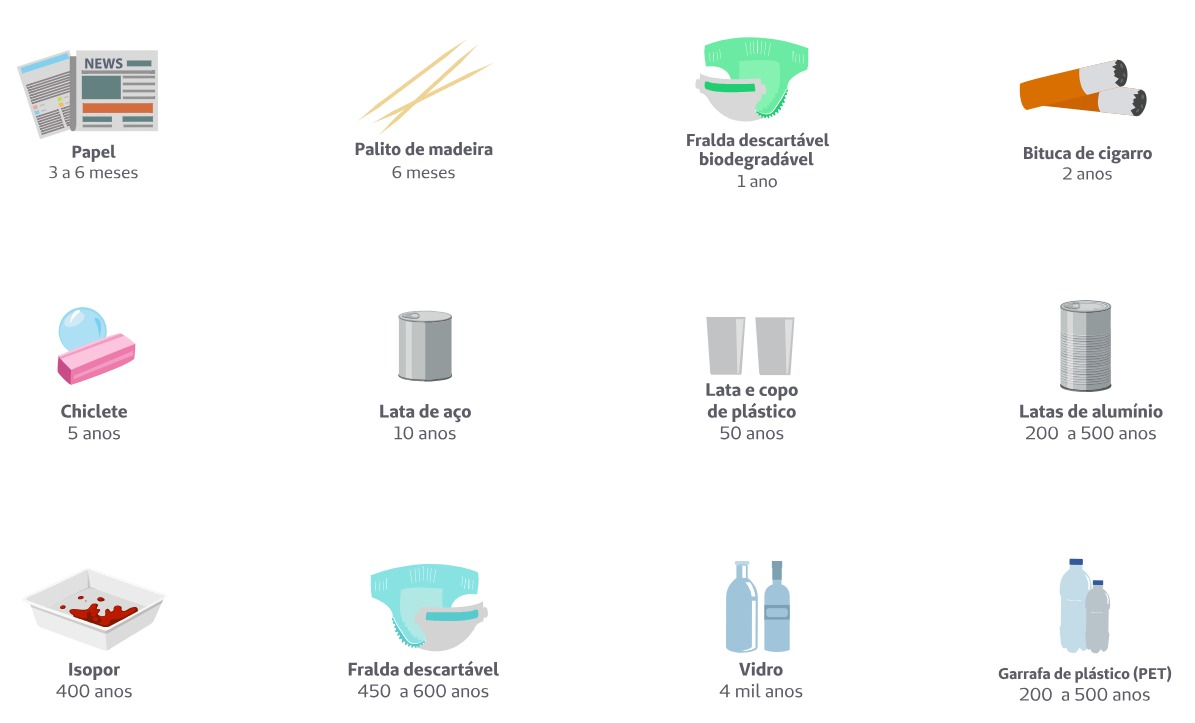 NEWS
Papel
3 a 6 meses
Palito de madeira
6 meses
Fralda descartável
biodegradável
1 ano
Bituca de cigarro
2 anos
Chiclete
5 anos
Lata de aço
10 anos
Lata e copo
de plástico
50 anos
Latas de alumínio
200 a 500 anos
Isopor
400 anos
Fralda descartável
450 a 600 anos
Vidro
4 mil anos
Garrafa de plástico (PET)
200 a 500 anos